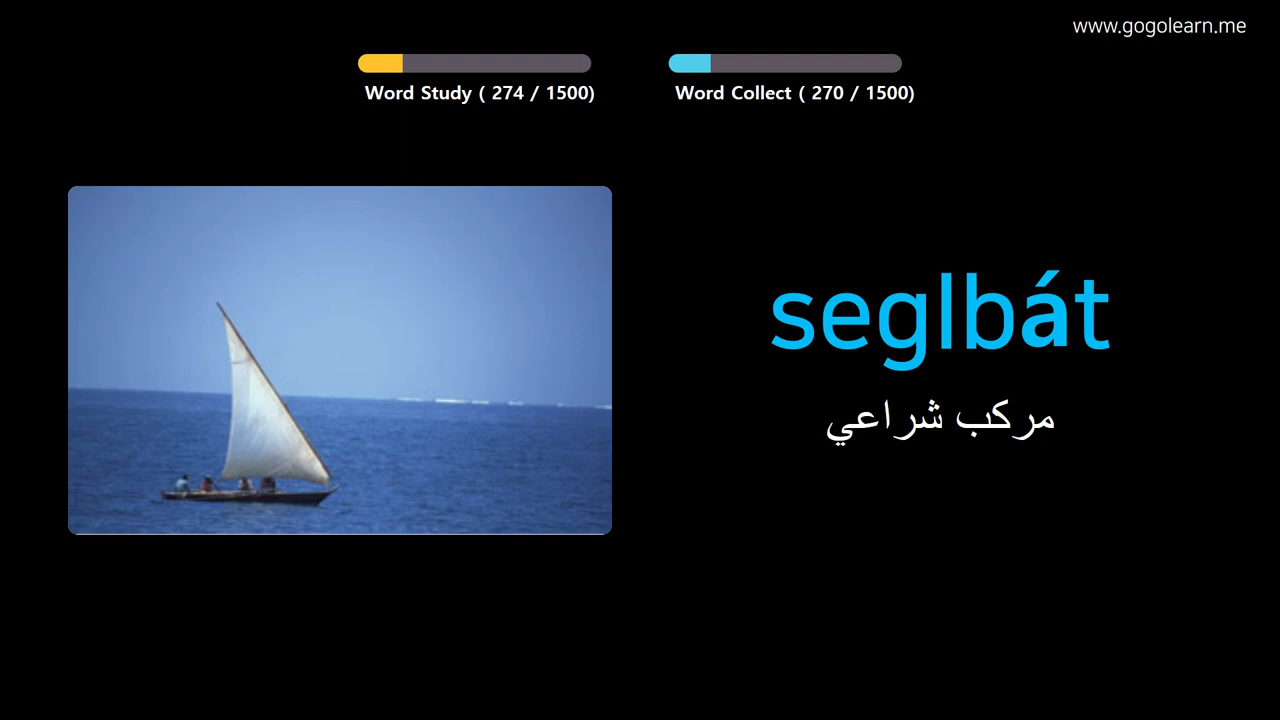 www.gogolearn.me
Word Study ( 274 / 1500)
Word Collect ( 270 / 1500)
seglbát
مركب شراعي